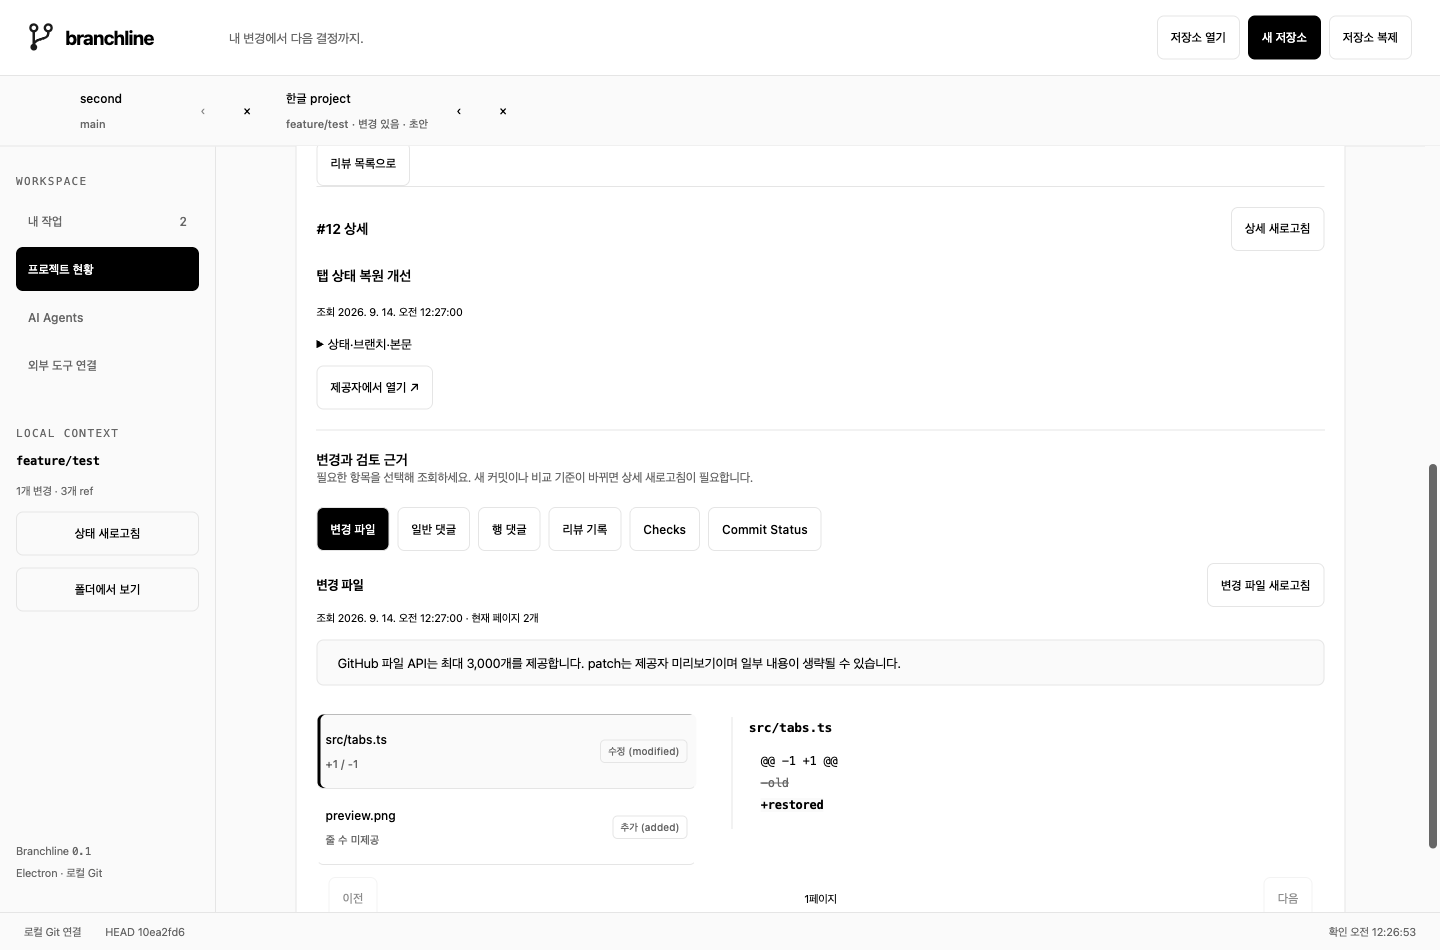 branchline
내 변경에서 다음 결정까지.
저장소 열기
새 저장소
저장소 복제
second
main
‹
×
한글 project
feature/test · 변경 있음 · 초안
‹
×
WORKSPACE
내 작업
2
프로젝트 현황
AI Agents
외부 도구 연결
LOCAL CONTEXT
feature/test
1개 변경 · 3개 ref
상태 새로고침
폴더에서 보기
Branchline 0.1
Electron · 로컬 Git
리뷰 목록으로
#12 상세
상세 새로고침
탭 상태 복원 개선
조회 2026. 9. 14. 오전 12:27:00
▶ 상태·브랜치·본문
제공자에서 열기 ↗
변경과 검토 근거
필요한 항목을 선택해 조회하세요. 새 커밋이나 비교 기준이 바뀌면 상세 새로고침이 필요합니다.
변경 파일
일반 댓글
행 댓글
리뷰 기록
Checks
Commit Status
변경 파일
변경 파일 새로고침
조회 2026. 9. 14. 오전 12:27:00 · 현재 페이지 2개
GitHub 파일 API는 최대 3,000개를 제공합니다. patch는 제공자 미리보기이며 일부 내용이 생략될 수 있습니다.
src/tabs.ts
+1 / -1
수정 (modified)
preview.png
줄 수 미제공
추가 (added)
src/tabs.ts
@@ -1 +1 @@
-old
+restored
이전
1페이지
다음
로컬 Git 연결
HEAD 10ea2fd6
확인 오전 12:26:53